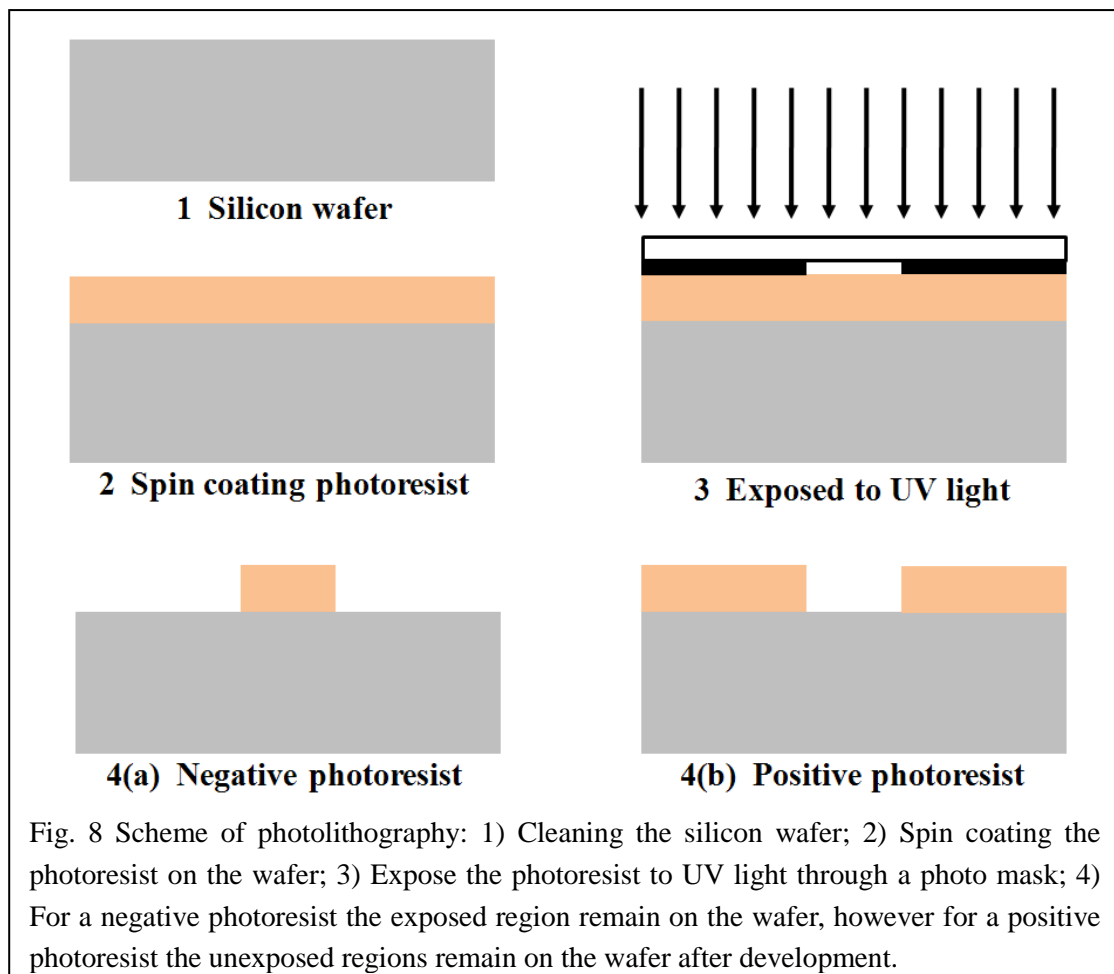 1 Silicon wafer
2 Spin coating photoresist
3 Exposed to UV light
4(a) Negative photoresist
4(b) Positive photoresist
Fig. 8 Scheme of photolithography: 1) Cleaning the silicon wafer; 2) Spin coating the
photoresist on the wafer; 3) Expose the photoresist to UV light through a photo mask; 4)
For a negative photoresist the exposed region remain on the wafer, however for a positive
photoresist the unexposed regions remain on the wafer after development.